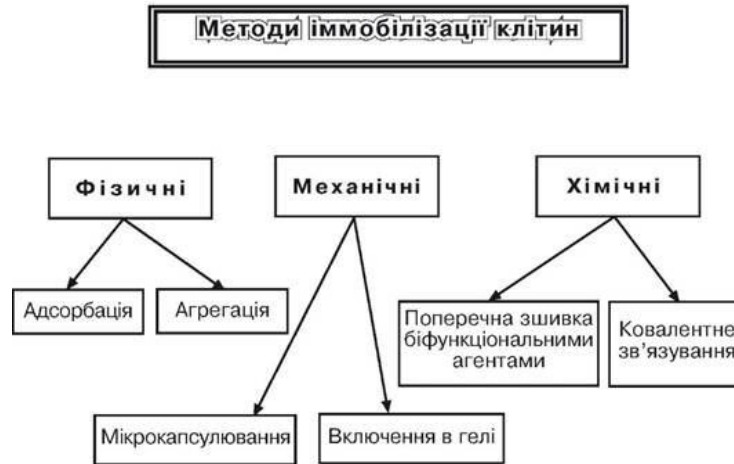 Методи іммобілізації клітин
Фізичні
Механічні
Хімічні
Адсорбація
Агрегація
Поперечна зшивка
біфункціональними
агентами
Ковалентне
зв'язування
Мікрокапсулювання
Включення в гелі